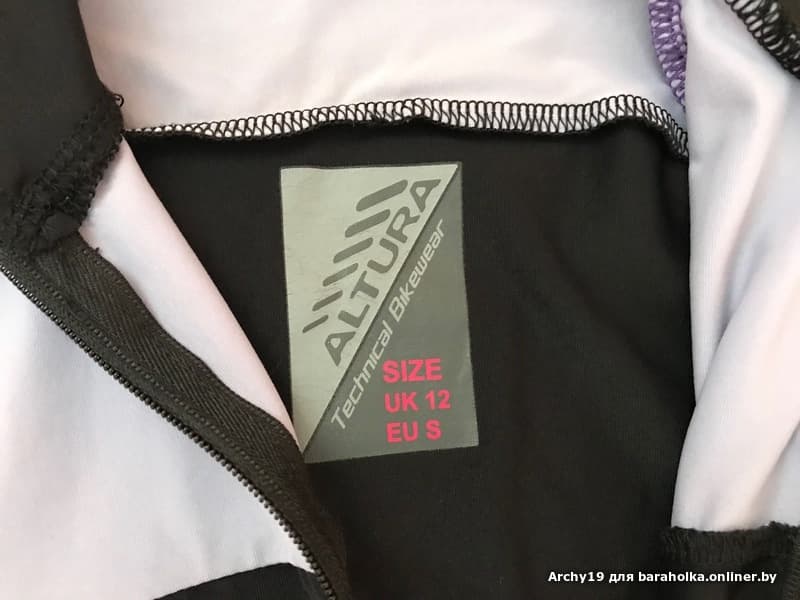 ALTURA
Technical Bikewear
SIZE
UK 12
EU S
Archy19 для baraholka.onliner.by